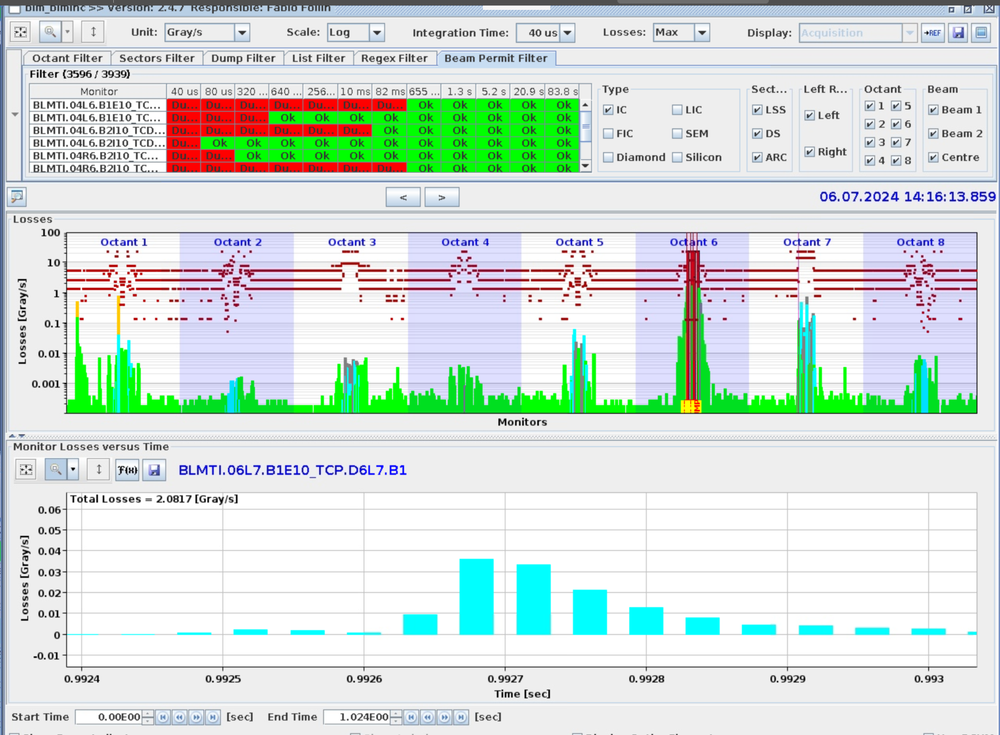 blm_blminc >> Version: 2.4.7 Responsible: Fabio Follin
Unit: Gray/s Scale: Log Integration Time: 40 us Losses: Max Display: Acquisition →REF
Octant Filter Sectors Filter Dump Filter List Filter Regex Filter Beam Permit Filter
Filter (3596 / 3939)
Monitor 40 us 80 us 320 ... 640 ... 256... 10 ms 82 ms 655 ... 1.3 s 5.2 s 20.9 s 83.8 s
BLMTI.04L6.B1E10_TC... Du... Du... Du... Du... Du... Du... Du... Ok Ok Ok Ok Ok
BLMTI.04L6.B1E10_TC... Du... Du... Du... Ok Ok Ok Ok Ok Ok Ok Ok Ok
BLMTI.04L6.B2I10_TCD... Du... Du... Du... Du... Du... Du... Ok Ok Ok Ok Ok Ok
BLMTI.04L6.B2I10_TCD... Du... Ok Ok Ok Ok Ok Ok Ok Ok Ok Ok Ok
BLMTI.04R6.B2I10_TC... Du... Du... Ok Ok Ok Ok Ok Ok Ok Ok Ok Ok
BLMTI.04R6.B2I10_TC... Du... Du... Du... Du... Du... Du... Du... Ok Ok Ok Ok Ok
Type Sect... Left R... Octant Beam
IC LIC LSS Left 1 5 Beam 1
2 6
FIC SEM DS 3 7 Beam 2
Diamond Silicon ARC Right 4 8 Centre
< > 06.07.2024 14:16:13.859
Losses
Octant 1 Octant 2 Octant 3 Octant 4 Octant 5 Octant 6 Octant 7 Octant 8
100
10
1
0.1
0.01
0.001
Losses [Gray/s]
Monitors
Monitor Losses versus Time
F(x) BLMTI.06L7.B1E10_TCP.D6L7.B1
Total Losses = 2.0817 [Gray/s]
0.06
0.05
0.04
0.03
0.02
0.01
0
-0.01
Losses [Gray/s]
0.9924 0.9925 0.9926 0.9927 0.9928 0.9929 0.993
Time [sec]
Start Time 0.00E00 [sec] End Time 1.024E00 [sec]